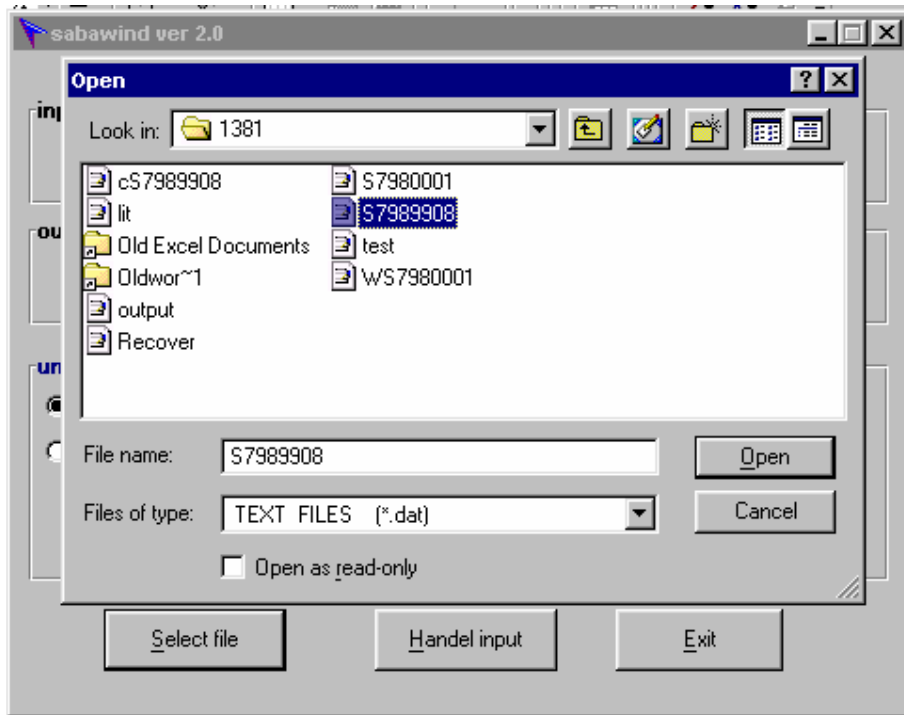 sabawind ver 2.0
Open
Look in: 1381
cS7989908
lit
Old Excel Documents
Oldwor~1
output
Recover
S7980001
S7989908
test
WS7980001
File name: S7989908
Files of type: TEXT FILES (*.dat)
Open
Cancel
Open as read-only
Select file
Handel input
Exit